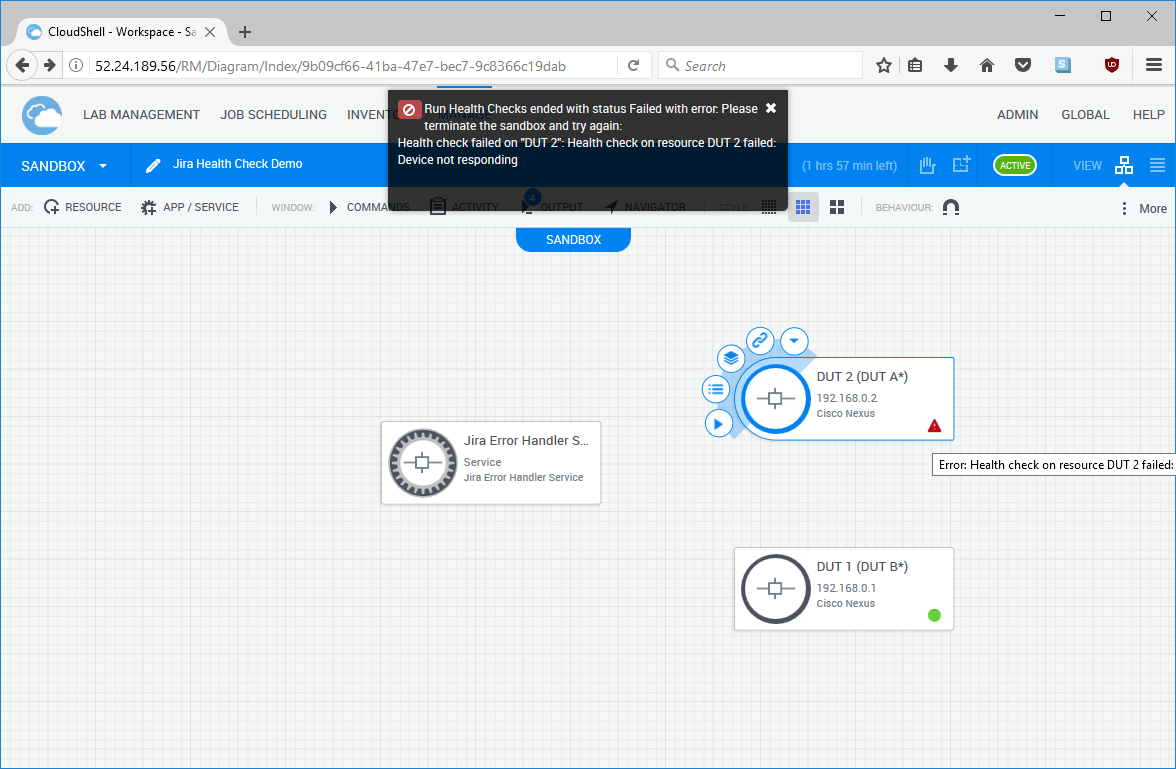 CloudShell - Workspace - Sa
52.24.189.56/RM/Diagram/Index/9b09cf66-41ba-47e7-bec7-9c8366c19dab
Search
LAB MANAGEMENT JOB SCHEDULING INVENTO MANAGE ADMIN GLOBAL HELP
Run Health Checks ended with status Failed with error: Please
terminate the sandbox and try again:
Health check failed on "DUT 2": Health check on resource DUT 2 failed:
Device not responding
SANDBOX Jira Health Check Demo (1 hrs 57 min left) ACTIVE VIEW
ADD: RESOURCE APP / SERVICE WINDOW: COMMANDS ACTIVITY 4 OUTPUT NAVIGATOR STYLE BEHAVIOUR: More
SANDBOX
DUT 2 (DUT A*)
192.168.0.2
Cisco Nexus
Jira Error Handler S...
Service
Jira Error Handler Service
Error: Health check on resource DUT 2 failed:
DUT 1 (DUT B*)
192.168.0.1
Cisco Nexus